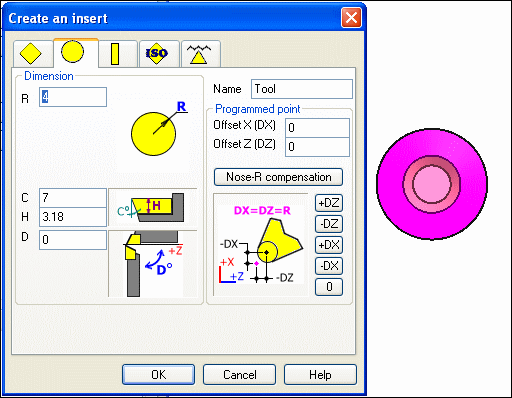 Create an insert
ISO
Dimension
R 4
R
Name Tool
Programmed point
Offset X (DX) 0
Offset Z (DZ) 0
Nose-R compensation
C 7
H 3.18
D 0
C° H
+Z
D°
DX=DZ=R
-DX
+X
+Z
-DZ
+DZ
-DZ
+DX
-DX
0
OK Cancel Help